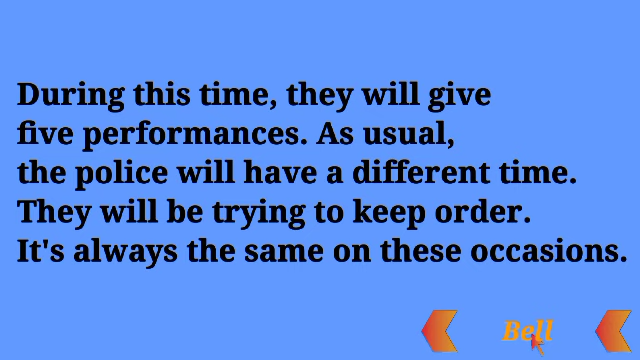 During this time, they will give
five performances. As usual,
the police will have a different time.
They will be trying to keep order.
It's always the same on these occasions.
Bell